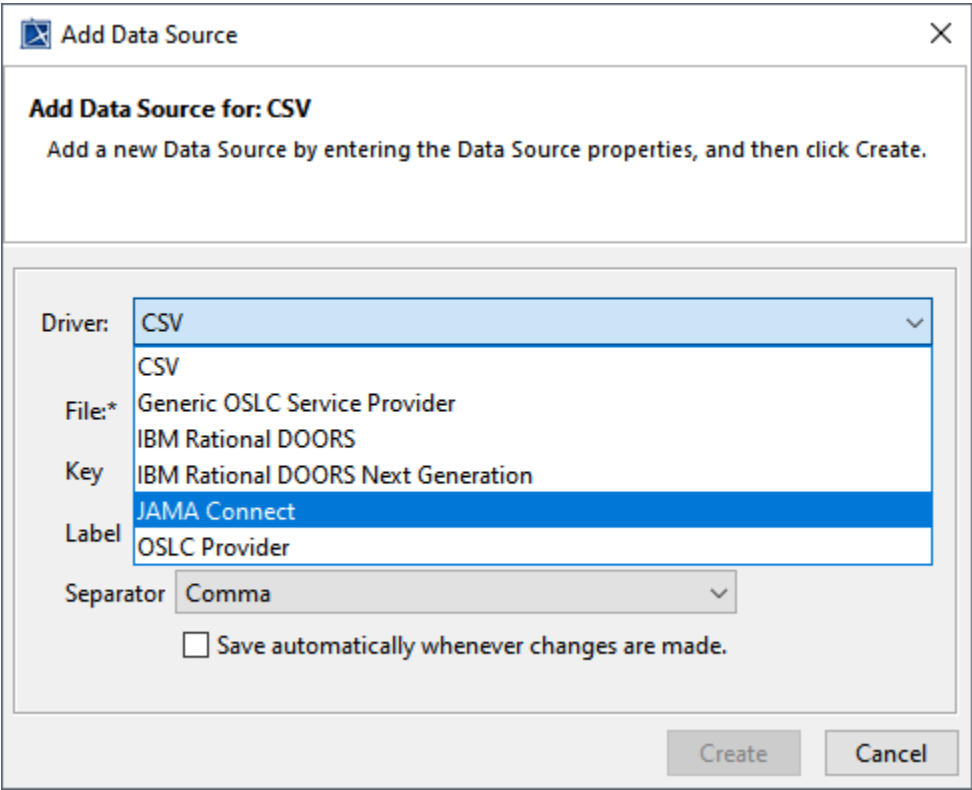 Add Data Source
Add Data Source for: CSV
Add a new Data Source by entering the Data Source properties, and then click Create.
Driver: CSV
CSV
File:* Generic OSLC Service Provider
IBM Rational DOORS
Key IBM Rational DOORS Next Generation
JAMA Connect
Label OSLC Provider
Separator Comma
Save automatically whenever changes are made.
Create Cancel